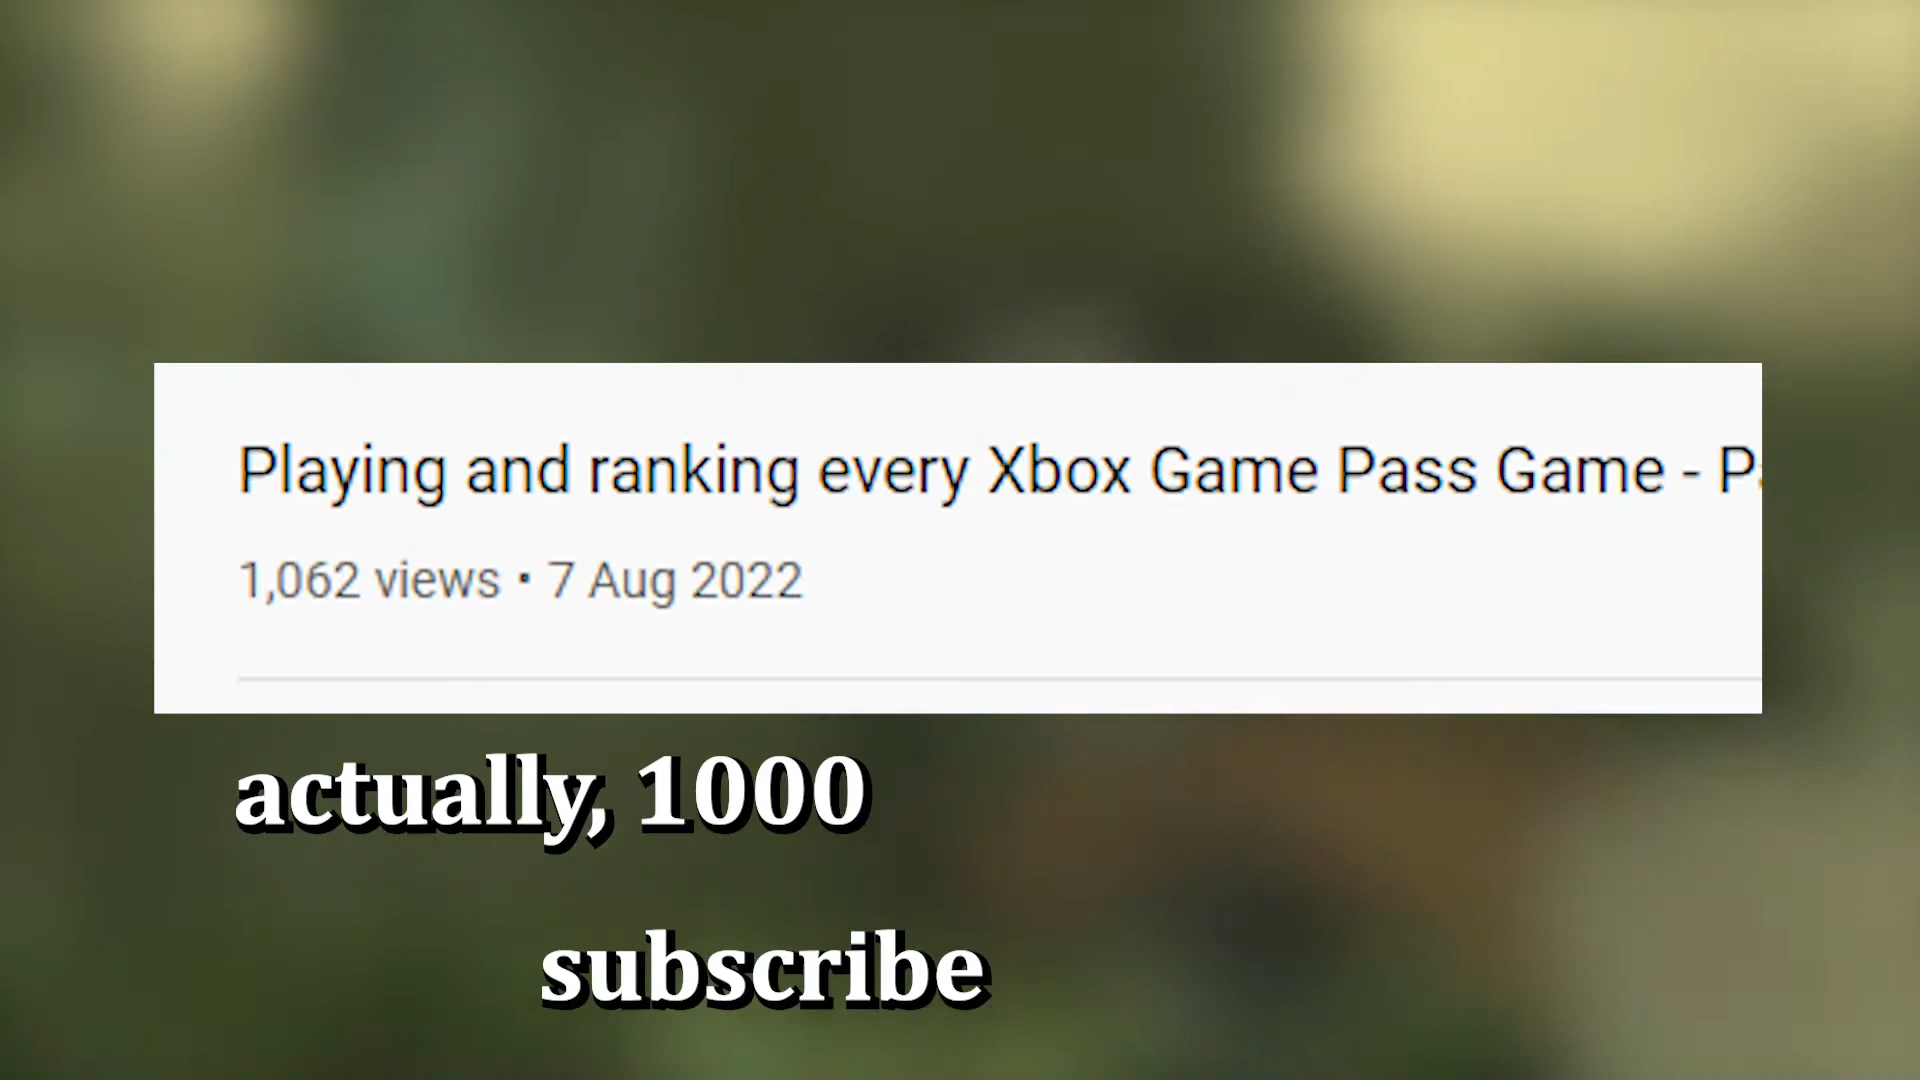 Playing and ranking every Xbox Game Pass Game -
1,062 views • 7 Aug 2022
actually, 1000
subscribe